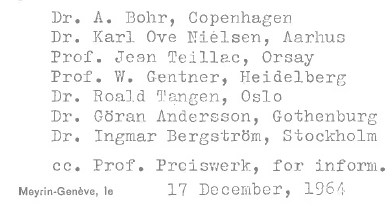 Dr. A. Bohr, Copenhagen
Dr. Karl Ove Nielsen, Aarhus
Prof. Jean Teillac, Orsay
Prof. W. Gentner, Heidelberg
Dr. Roald Tangen, Oslo
Dr. Göran Andersson, Gothenburg
Dr. Ingmar Bergström, Stockholm
cc. Prof. Preiswerk, for inform.
Meyrin-Genève, le 17 December, 1964